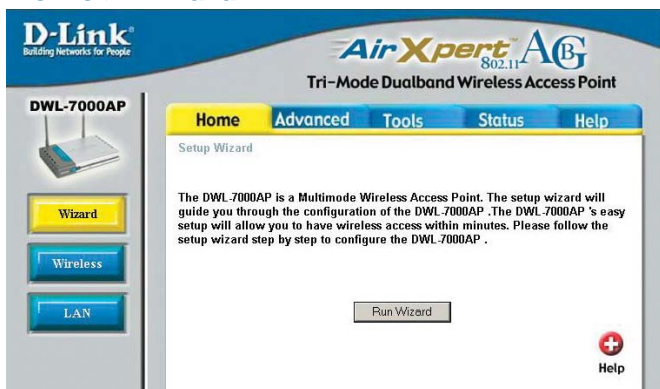 D-Link
Building Networks for People
Air Xpert™ ABG
802.11
Tri-Mode Dualband Wireless Access Point
DWL-7000AP
Home Advanced Tools Status Help
Setup Wizard
The DWL-7000AP is a Multimode Wireless Access Point. The setup wizard will
guide you through the configuration of the DWL-7000AP .The DWL-7000AP 's easy
setup will allow you to have wireless access within minutes. Please follow the
setup wizard step by step to configure the DWL-7000AP .
Wizard
Wireless
LAN
Run Wizard
Help